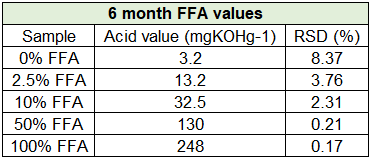 6 month FFA values
Sample Acid value (mgKOHg-1) RSD (%)
0% FFA 3.2 8.37
2.5% FFA 13.2 3.76
10% FFA 32.5 2.31
50% FFA 130 0.21
100% FFA 248 0.17